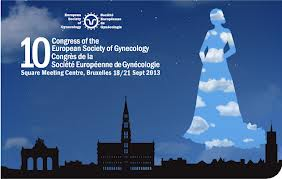 European
Society
of
Gynecology
Société
Européenne
de
Gynécologie
10 Congress of the
European Society of Gynecology
Congrès de la
Société Européenne de Gynécologie
Square Meeting Centre, Bruxelles 18/21 Sept 2013